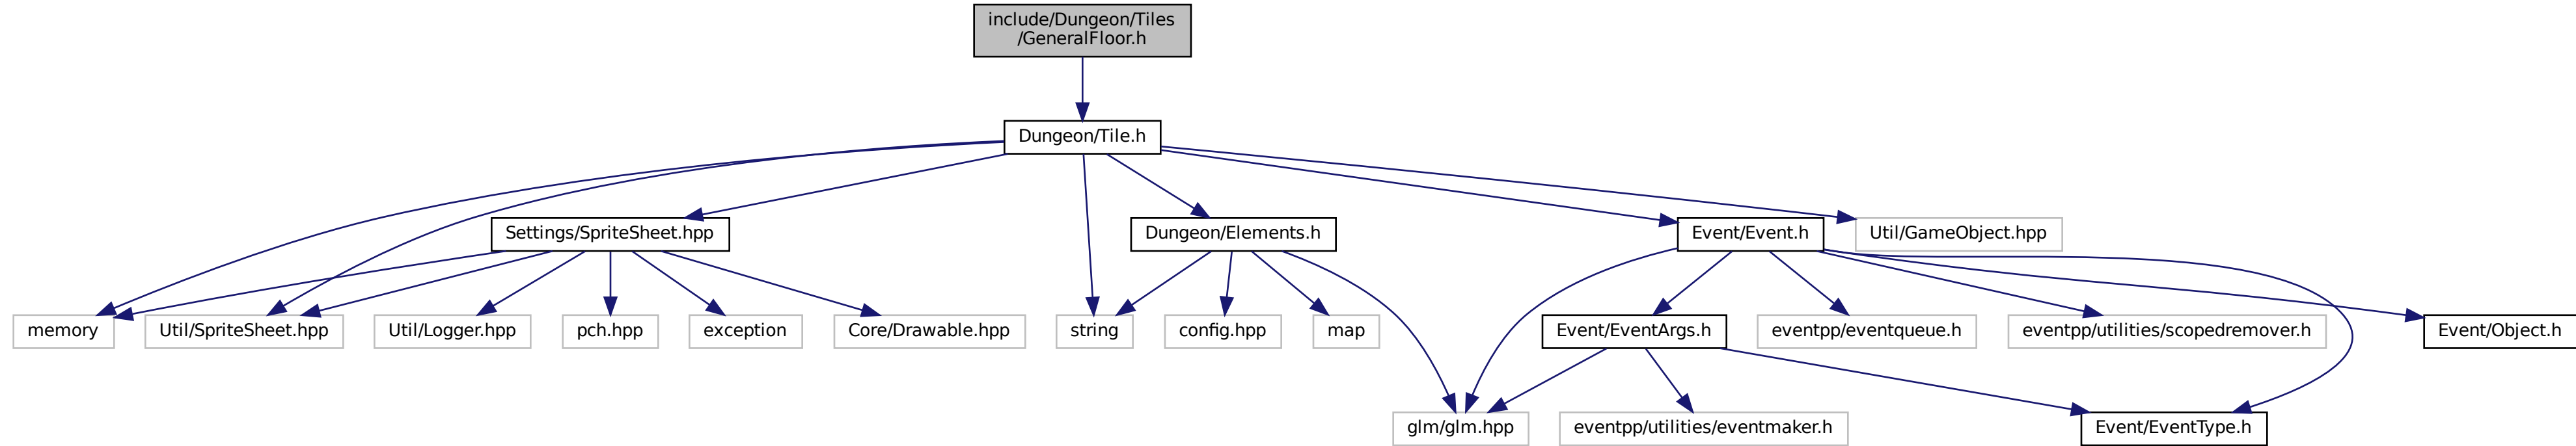 include/Dungeon/Tiles
/GeneralFloor.h
Dungeon/Tile.h
Settings/SpriteSheet.hpp
Dungeon/Elements.h
Event/Event.h
Util/GameObject.hpp
memory
Util/SpriteSheet.hpp
Util/Logger.hpp
pch.hpp
exception
Core/Drawable.hpp
string
config.hpp
map
Event/EventArgs.h
eventpp/eventqueue.h
eventpp/utilities/scopedremover.h
Event/Object.h
glm/glm.hpp
eventpp/utilities/eventmaker.h
Event/EventType.h